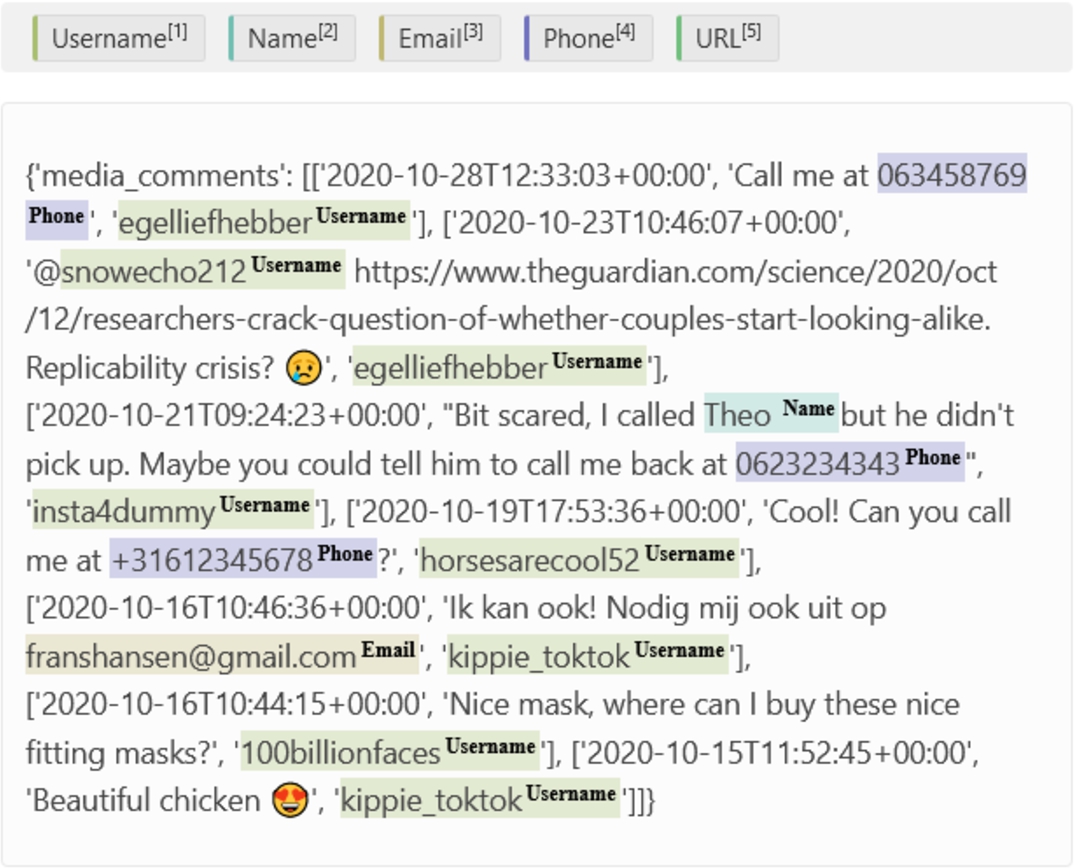 Username[1] Name[2] Email[3] Phone[4] URL[5]
{'media_comments': [['2020-10-28T12:33:03+00:00', 'Call me at 063458769
Phone', 'egelliefhebber Username'], ['2020-10-23T10:46:07+00:00',
'@snowecho212 Username https://www.theguardian.com/science/2020/oct
/12/researchers-crack-question-of-whether-couples-start-looking-alike.
Replicability crisis? 😢', 'egelliefhebber Username'],
['2020-10-21T09:24:23+00:00', "Bit scared, I called Theo Name but he didn't
pick up. Maybe you could tell him to call me back at 0623234343 Phone",
'insta4dummy Username'], ['2020-10-19T17:53:36+00:00', 'Cool! Can you call
me at +31612345678 Phone?', 'horsesarecool52 Username'],
['2020-10-16T10:46:36+00:00', 'Ik kan ook! Nodig mij ook uit op
franshansen@gmail.com Email', 'kippie_toktok Username'],
['2020-10-16T10:44:15+00:00', 'Nice mask, where can I buy these nice
fitting masks?', '100billionfaces Username'], ['2020-10-15T11:52:45+00:00',
'Beautiful chicken 😍', 'kippie_toktok Username']]}